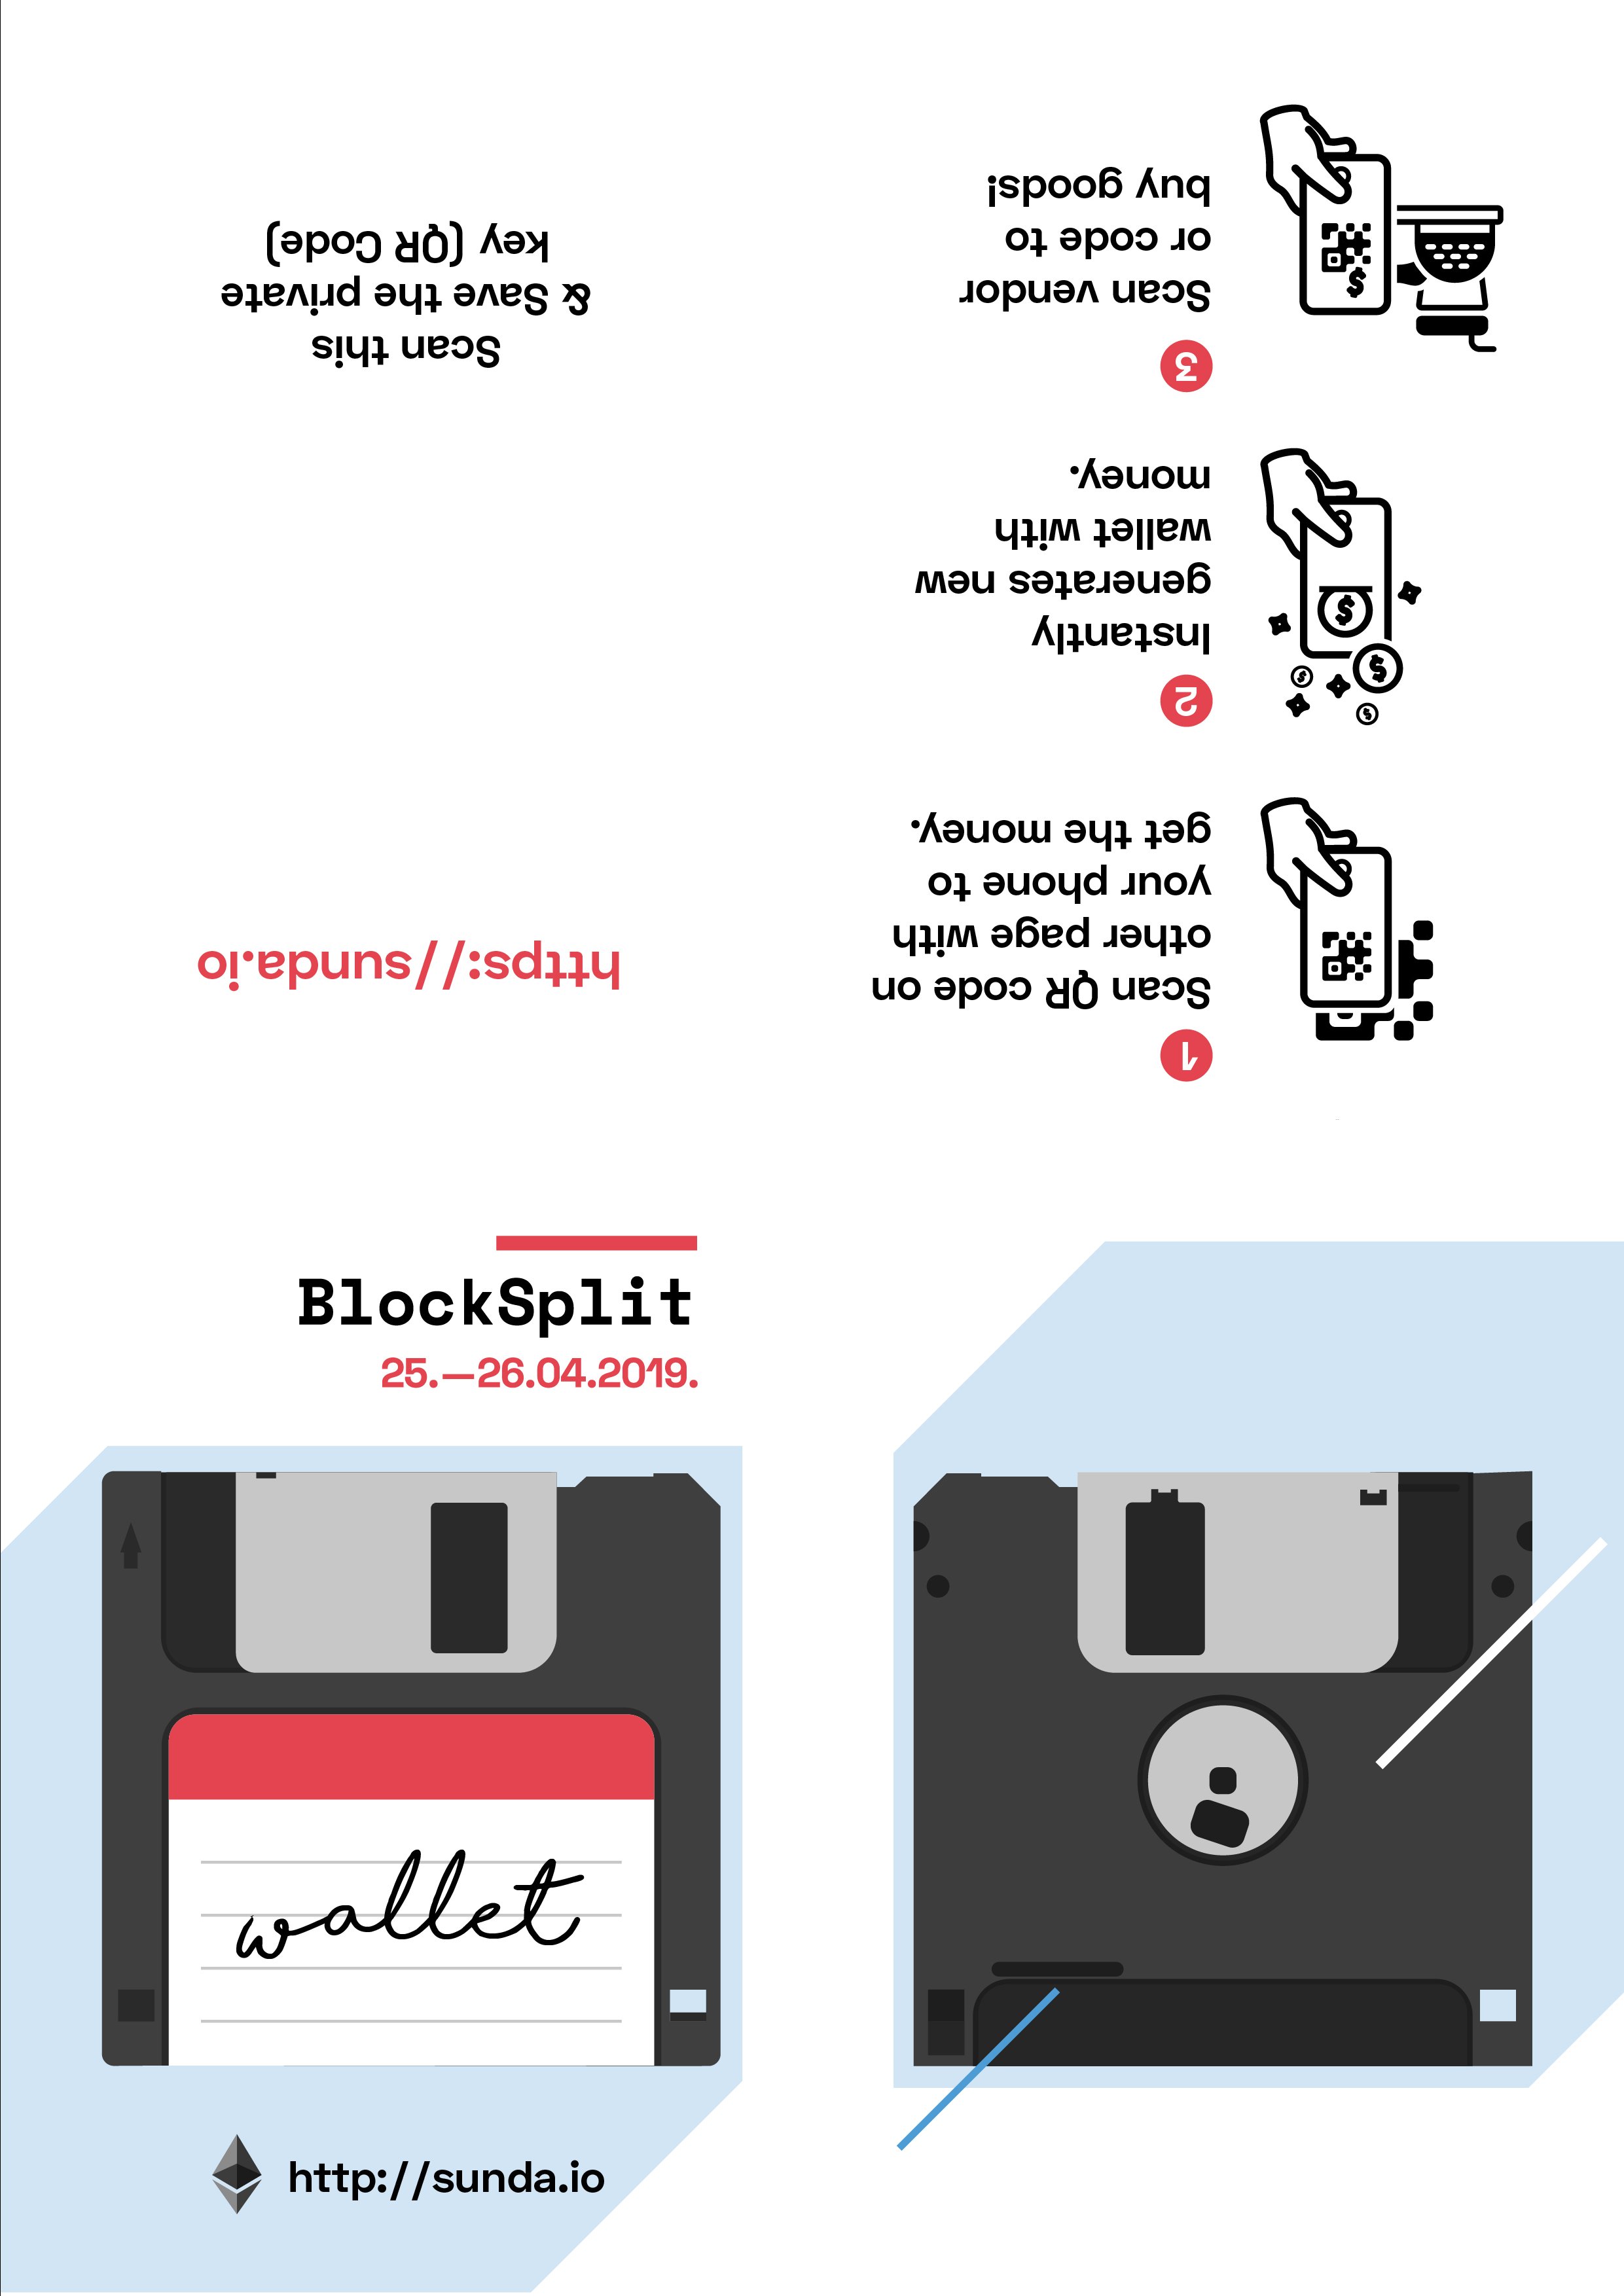 Scan this
& Save the private
key (QR Code)
https://sunda.io
1
Scan QR code on
other page with
your phone to
get the money.
2
Instantly
generates new
wallet with
money.
3
Scan vendor
or code to
buy goods!
BlockSplit
25.—26.04.2019.
wallet
http://sunda.io